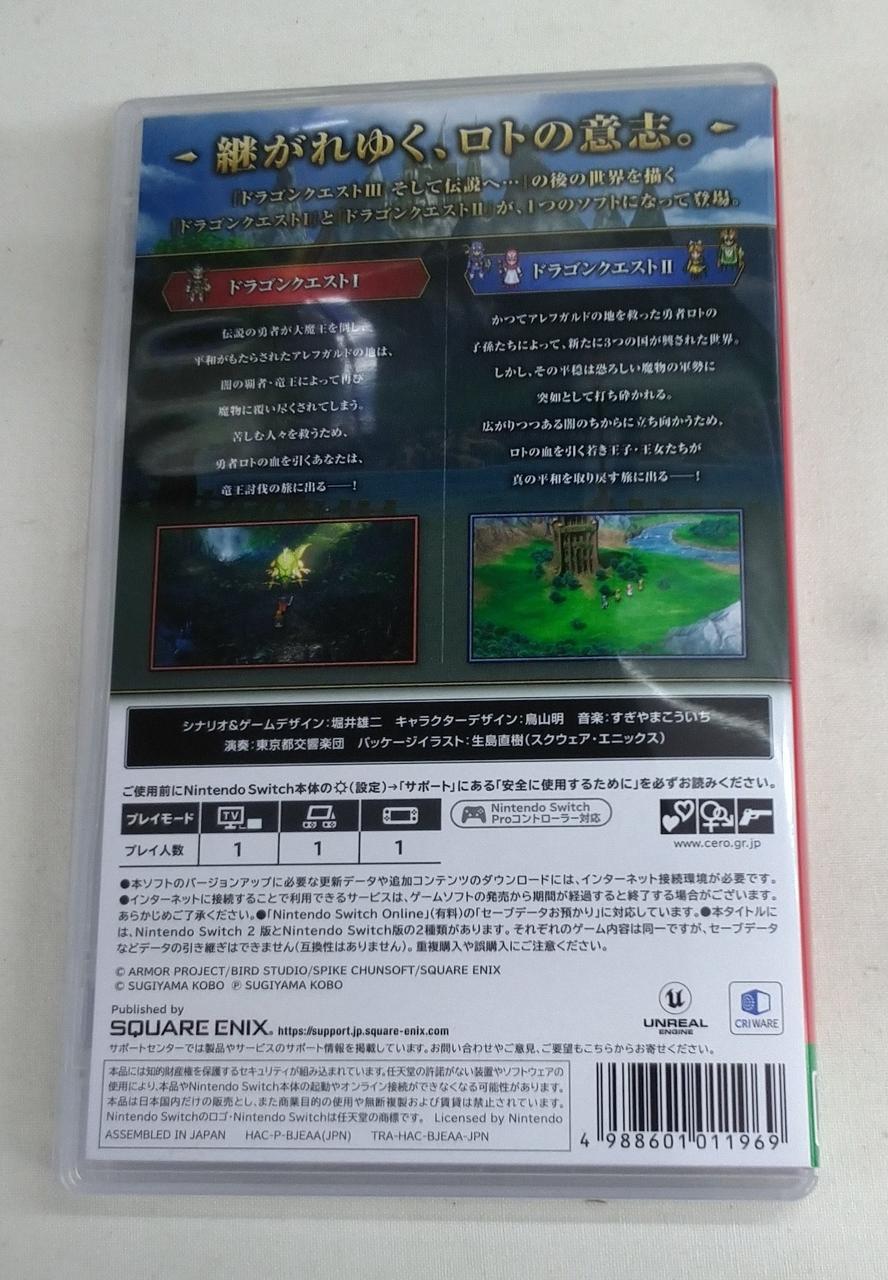 継がれゆく、ロトの意志。
『ドラゴンクエストIII そして伝説へ…』の後の世界を描く
『ドラゴンクエストI』と『ドラゴンクエストII』が、1つのソフトになって登場。
ドラゴンクエストI
伝説の勇者が大魔王を倒し、
平和がもたらされたアレフガルドの地は、
闇の覇者・竜王によって再び
魔物に覆い尽くされてしまう。
苦しむ人々を救うため、
勇者ロトの血を引くあなたは、
竜王討伐の旅に出る――!
ドラゴンクエストII
かつてアレフガルドの地を救った勇者ロトの
子孫たちによって、新たに3つの国が興された世界。
しかし、その平穏は恐ろしい魔物の軍勢に
突如として打ち砕かれる。
広がりつつある闇のちからに立ち向かうため、
ロトの血を引く若き王子・王女たちが
真の平和を取り戻す旅に出る――!
シナリオ&ゲームデザイン:堀井雄二 キャラクターデザイン:鳥山明 音楽:すぎやまこういち
演奏:東京都交響楽団 パッケージイラスト:生島直樹(スクウェア・エニックス)
ご使用前にNintendo Switch本体の(設定)→「サポート」にある「安全に使用するために」を必ずお読みください。
プレイモード TV
プレイ人数 1 1 1
Nintendo Switch
Proコントローラー対応
www.cero.gr.jp
●本ソフトのバージョンアップに必要な更新データや追加コンテンツのダウンロードには、インターネット接続環境が必要です。
●インターネットに接続することで利用できるサービスは、ゲームソフトの発売から期間が経過すると終了する場合がございます。
あらかじめご了承ください。●「Nintendo Switch Online」(有料)の「セーブデータお預かり」に対応しています。●本タイトルに
は、Nintendo Switch 2 版とNintendo Switch版の2種類があります。それぞれのゲーム内容は同一ですが、セーブデータ
などデータの引き継ぎはできません(互換性はありません)。重複購入や誤購入にご注意ください。
© ARMOR PROJECT/BIRD STUDIO/SPIKE CHUNSOFT/SQUARE ENIX
© SUGIYAMA KOBO ℗ SUGIYAMA KOBO
Published by
SQUARE ENIX. https://support.jp.square-enix.com
UNREAL
ENGINE
CRIWARE
サポートセンターでは製品やサービスのサポート情報を掲載しています。お問い合わせやご意見、ご要望もこちらからお寄せください。
本品には知的財産権を保護するセキュリティが組み込まれています。任天堂の許諾がない装置やソフトウェアの
使用により、本品やNintendo Switch本体の起動やオンライン接続ができなくなる可能性があります。
本品は日本国内だけの販売とし、また商業目的の使用や無断複製および賃貸は禁止されています。
Nintendo Switchのロゴ・Nintendo Switchは任天堂の商標です。 Licensed by Nintendo
ASSEMBLED IN JAPAN HAC-P-BJEAA(JPN) TRA-HAC-BJEAA-JPN
4 988601 011969